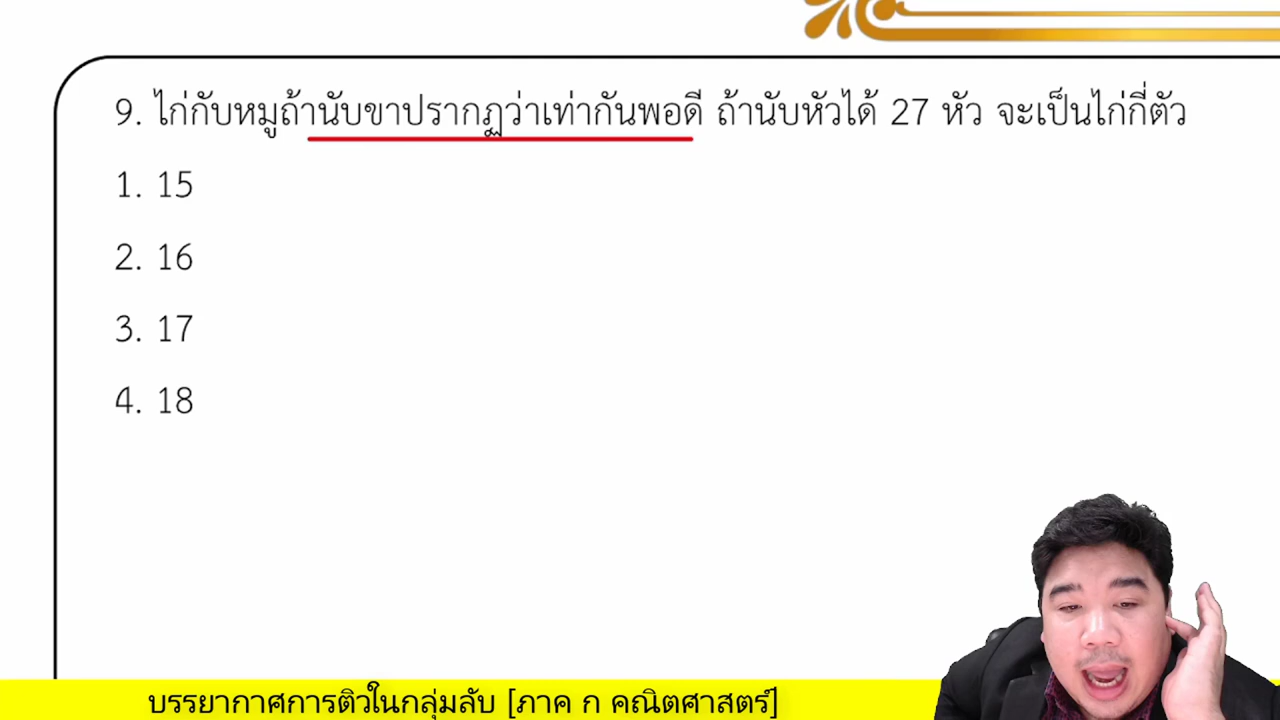 9. ไก่กับหมูถ้านับขาปรากฏว่าเท่ากันพอดี ถ้านับหัวได้ 27 หัว จะเป็นไก่กี่ตัว
1. 15
2. 16
3. 17
4. 18
บรรยากาศการติวในกลุ่มลับ [ภาค ก คณิตศาสตร์]